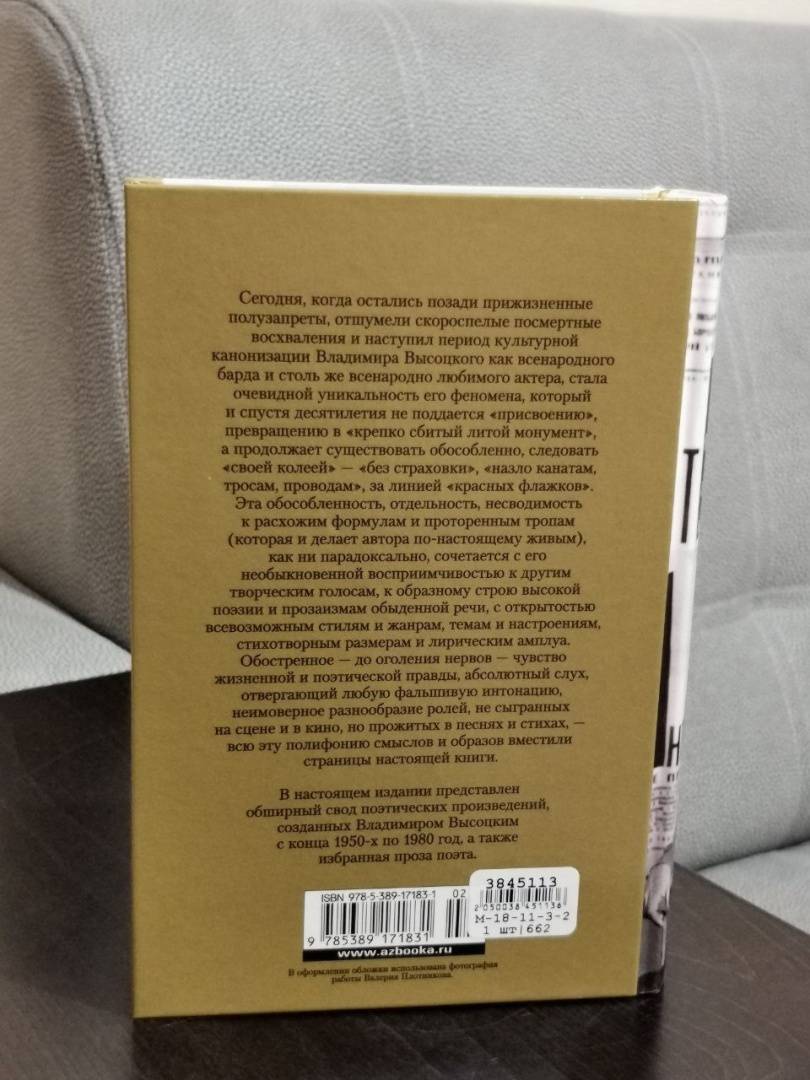 Сегодня, когда остались позади прижизненные
полузапреты, отшумели скороспелые посмертные
восхваления и наступил период культурной
канонизации Владимира Высоцкого как всенародного
барда и столь же всенародно любимого актера, стала
очевидной уникальность его феномена, который
и спустя десятилетия не поддается «присвоению»,
превращению в «крепко сбитый литой монумент»,
а продолжает существовать обособленно, следовать
«своей колеей» — «без страховки», «назло канатам,
тросам, проводам», за линией «красных флажков».
Эта обособленность, отдельность, несводимость
к расхожим формулам и проторенным тропам
(которая и делает автора по-настоящему живым),
как ни парадоксально, сочетается с его
необыкновенной восприимчивостью к другим
творческим голосам, к образному строю высокой
поэзии и прозаизмам обыденной речи, с открытостью
всевозможным стилям и жанрам, темам и настроениям,
стихотворным размерам и лирическим амплуа.
Обостренное — до оголения нервов — чувство
жизненной и поэтической правды, абсолютный слух,
отвергающий любую фальшивую интонацию,
неимоверное разнообразие ролей, не сыгранных
на сцене и в кино, но прожитых в песнях и стихах, —
всю эту полифонию смыслов и образов вместили
страницы настоящей книги.
В настоящем издании представлен
обширный свод поэтических произведений,
созданных Владимиром Высоцким
с конца 1950-х по 1980 год, а также
избранная проза поэта.
ISBN 978-5-389-17183-1 02
9 785389 171831
www.azbooka.ru
3845113
2 050038 451136
М-18-11-3-2
1 шт|662
В оформлении обложки использована фотография
работы Валерия Плотникова.